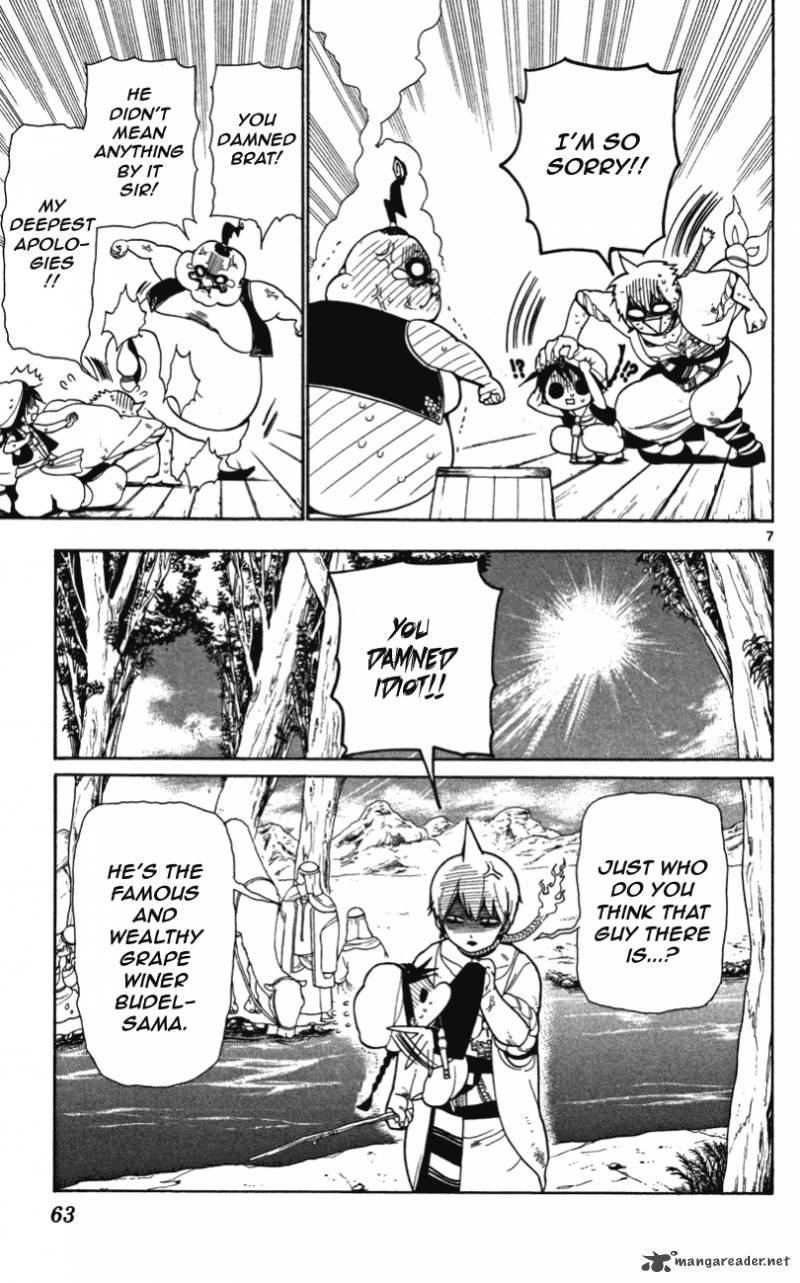 I'M SO
SORRY!!
!?
!?
YOU
DAMNED
BRAT!
HE
DIDN'T
MEAN
ANYTHING
BY IT
SIR!
MY
DEEPEST
APOLO-
GIES
!!
7
YOU
DAMNED
IDIOT!!
JUST WHO
DO YOU
THINK THAT
GUY THERE
IS...?
HE'S THE
FAMOUS
AND
WEALTHY
GRAPE
WINER
BUDEL-
SAMA.
63
mangareader.net